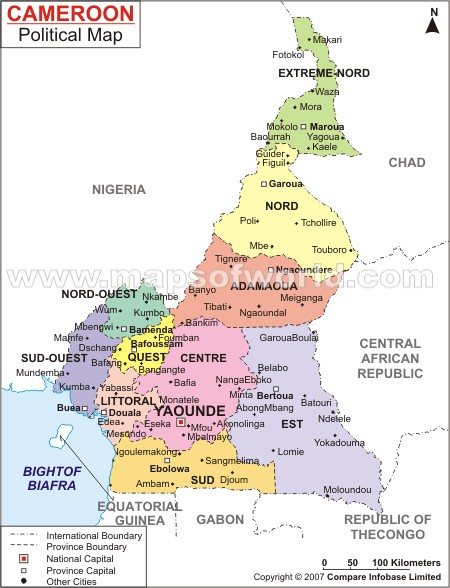 CAMEROON
Political Map
N
Makari
Fotokol
EXTREME-NORD
Waza
Mora
Mokolo
Maroua
Baourrah
Yagoua
Kaele
Guider
Figuil
CHAD
NIGERIA
Garoua
NORD
Poli
Tchollire
Mbe
Touboro
Tignere
Ngaoundere
www.mapsofworld.com
ADAMAOUA
Banyo
Meiganga
Tibati
Ngaoundal
NORD-OUEST
Nkambe
Wum
Kumbo
Mbengwi
Bamenda
Bankim
GarouaBoulai
Mamfe
Foumban
Bafoussam
Dschang
SUD-OUEST
OUEST
CENTRE
CENTRAL
AFRICAN
REPUBLIC
Bafang
Bangangte
Belabo
Mundemba
Kumba
Bafia
NangaEbko
Yabassi
Minta
Bertoua
LITTORAL
Monatele
Batouri
Buea
Douala
YAOUNDE
AbongMbang
Ndelele
Edea
Eseka
Mfou
Akonolinga
EST
Mesondo
Mbalmayo
Yokadouma
Ngoulemakong
Lomie
Sangmelima
Ebolowa
BIGHTOF
BIAFRA
Ambam
SUD
Djoum
Moloundou
EQUATORIAL
GUINEA
GABON
REPUBLIC OF
THECONGO
International Boundary
Province Boundary
National Capital
Province Capital
Other Cities
0 50 100 Kilometers
Copyright © 2007 Compare Infobase Limited